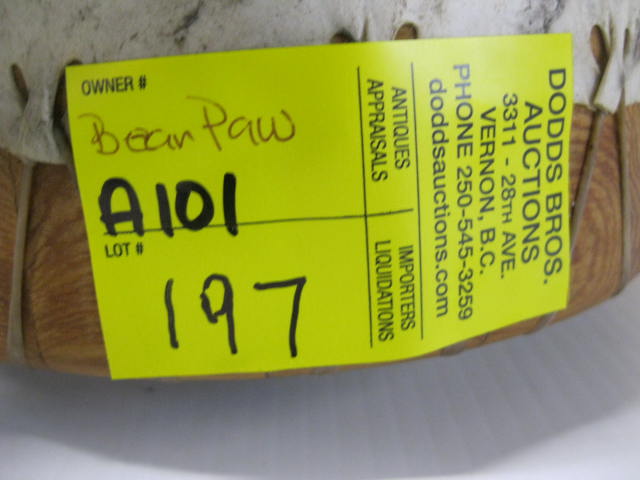 OWNER #
Bear Paw
A101
LOT #
197
ANTIQUES
APPRAISALS
IMPORTERS
LIQUIDATIONS
DODDS BROS.
AUCTIONS
3311 - 28TH AVE.
VERNON, B.C.
PHONE 250-545-3259
doddsauctions.com